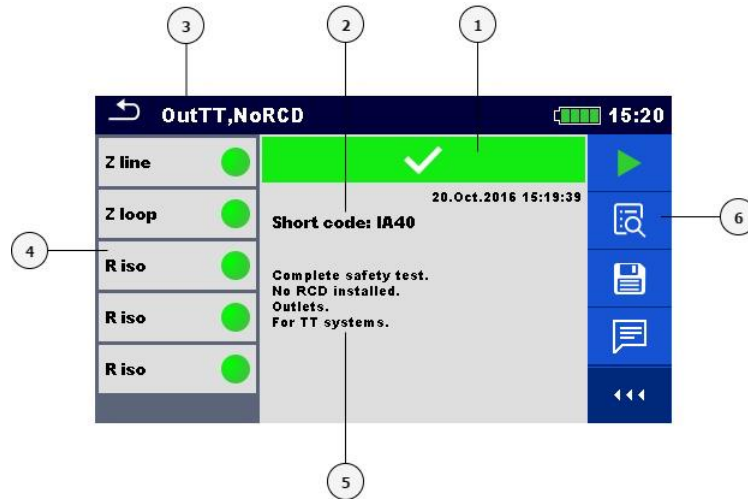 3
2
1
OutTT,NoRCD 15:20
Z line
Z loop
R iso
R iso
R iso
20.Oct.2016 15:19:39
Short code: IA40
Complete safety test.
No RCD installed.
Outlets.
For TT systems.
4
6
5